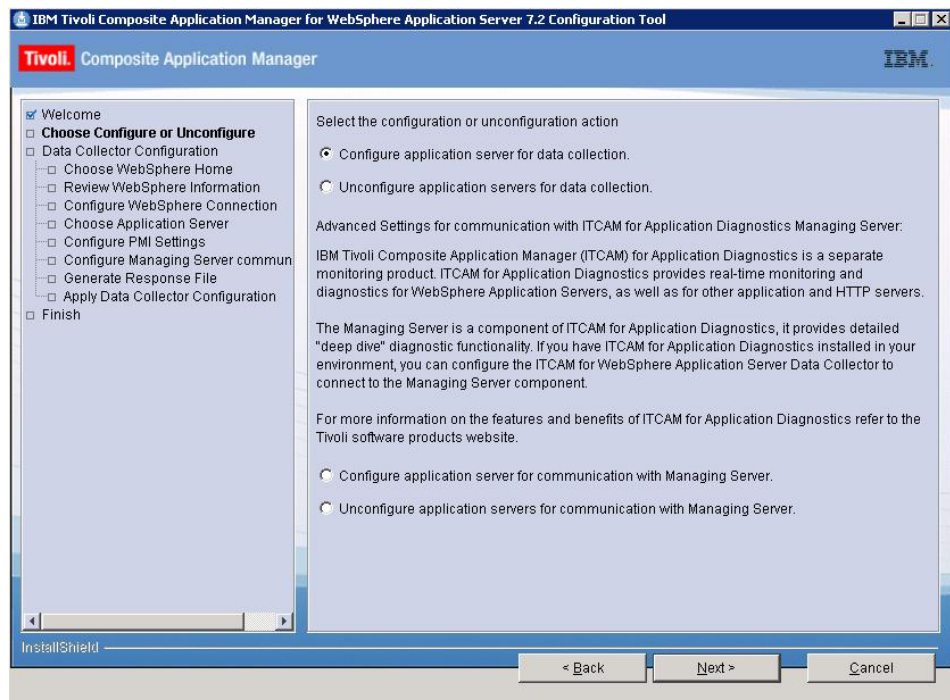 IBM Tivoli Composite Application Manager for WebSphere Application Server 7.2 Configuration Tool
Tivoli. Composite Application Manager
IBM.
Welcome
Choose Configure or Unconfigure
Data Collector Configuration
Choose WebSphere Home
Review WebSphere Information
Configure WebSphere Connection
Choose Application Server
Configure PMI Settings
Configure Managing Server commun
Generate Response File
Apply Data Collector Configuration
Finish
Select the configuration or unconfiguration action
Configure application server for data collection.
Unconfigure application servers for data collection.
Advanced Settings for communication with ITCAM for Application Diagnostics Managing Server:
IBM Tivoli Composite Application Manager (ITCAM) for Application Diagnostics is a separate
monitoring product. ITCAM for Application Diagnostics provides real-time monitoring and
diagnostics for WebSphere Application Servers, as well as for other application and HTTP servers.
The Managing Server is a component of ITCAM for Application Diagnostics, it provides detailed
"deep dive" diagnostic functionality. If you have ITCAM for Application Diagnostics installed in your
environment, you can configure the ITCAM for WebSphere Application Server Data Collector to
connect to the Managing Server component.
For more information on the features and benefits of ITCAM for Application Diagnostics refer to the
Tivoli software products website.
Configure application server for communication with Managing Server.
Unconfigure application servers for communication with Managing Server.
InstallShield
< Back
Next >
Cancel